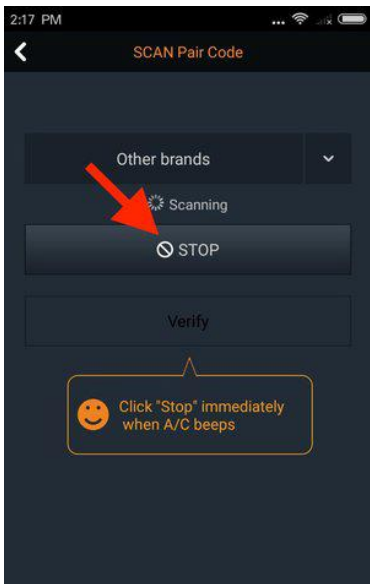 2:17 PM ...
SCAN Pair Code
Other brands
Scanning
STOP
Verify
Click "Stop" immediately
when A/C beeps